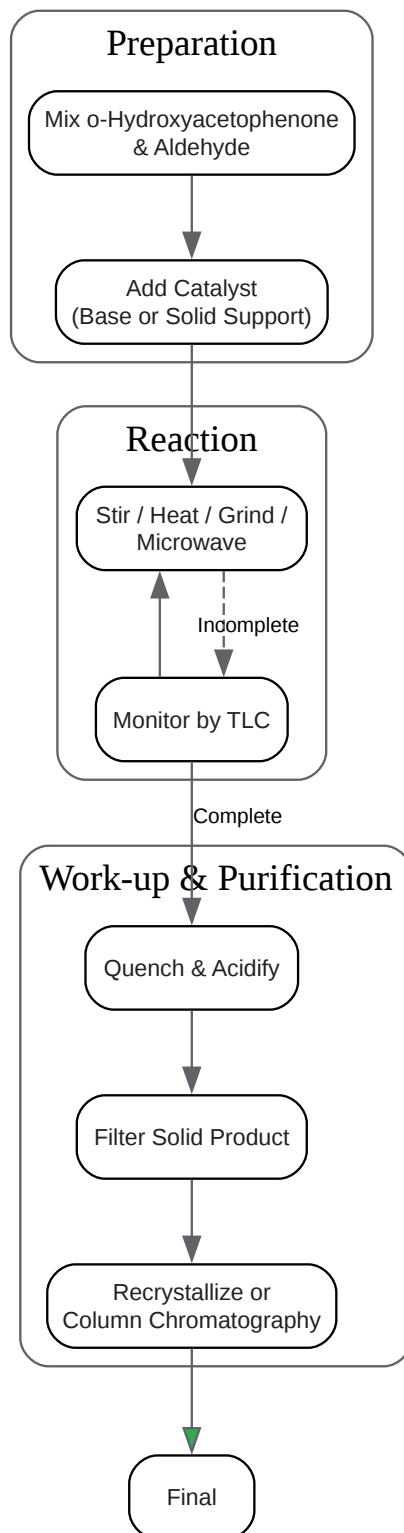 Preparation
Mix o-Hydroxyacetophenone
& Aldehyde
Add Catalyst
(Base or Solid Support)
Reaction
Stir / Heat / Grind /
Microwave
Incomplete
Monitor by TLC
Complete
Work-up & Purification
Quench & Acidify
Filter Solid Product
Recrystallize or
Column Chromatography
Final